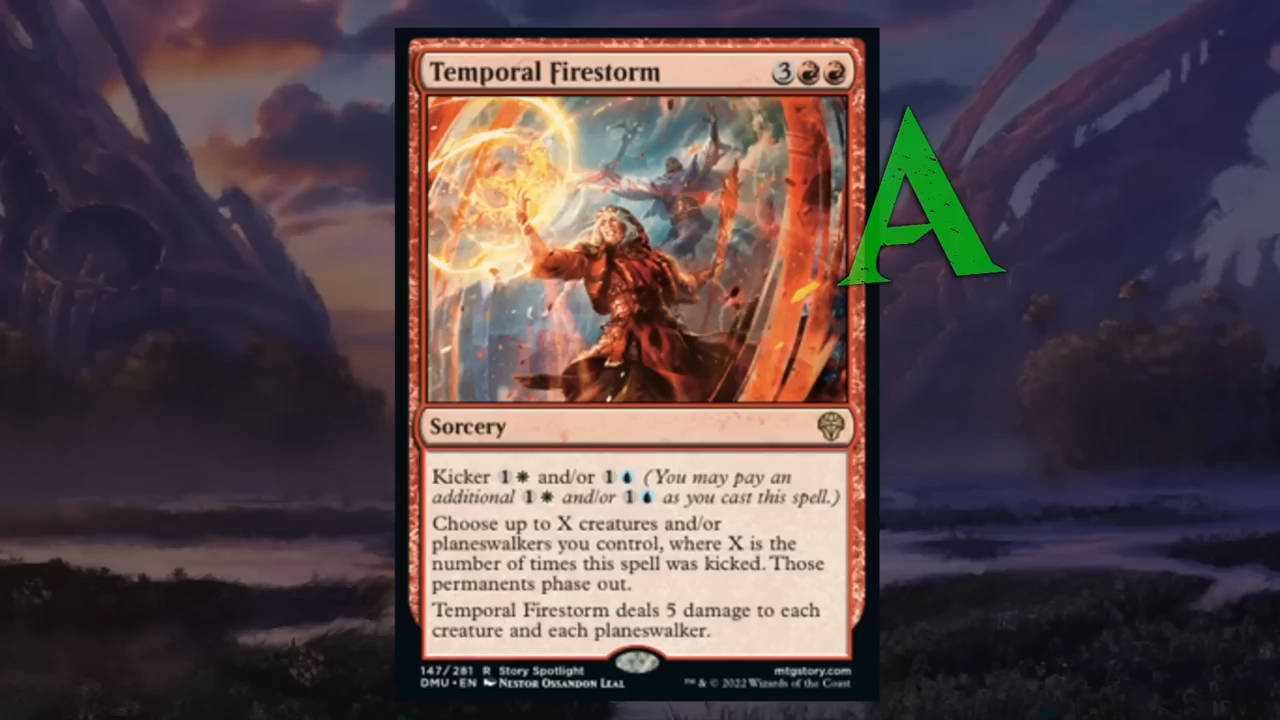 Temporal Firestorm 3
A
Sorcery
Kicker 1 and/or 1 (You may pay an
additional 1 and/or 1 as you cast this spell.)
Choose up to X creatures and/or
planeswalkers you control, where X is the
number of times this spell was kicked. Those
permanents phase out.
Temporal Firestorm deals 5 damage to each
creature and each planeswalker.
147/281 R Story Spotlight mtgstory.com
DMU • EN Nestor Ossandon Leal ™ & © 2022 Wizards of the Coast